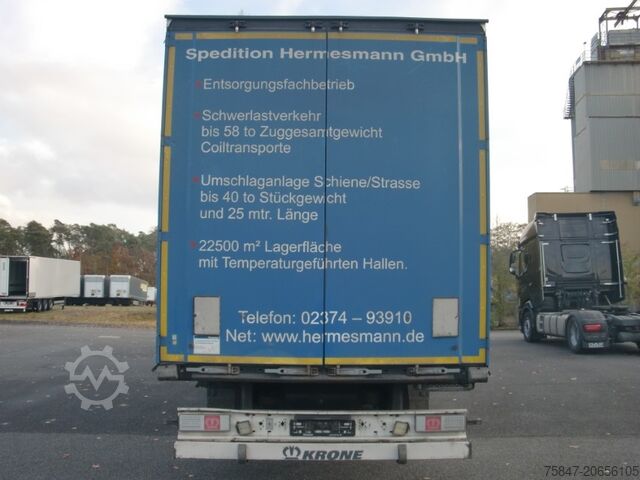 Spedition Hermesmann GmbH
Entsorgungsfachbetrieb
Schwerlastverkehr
bis 58 to Zuggesamtgewicht
Coiltransporte
Umschlaganlage Schiene/Strasse
bis 40 to Stückgewicht
und 25 mtr. Länge
22500 m² Lagerfläche
mit Temperaturgeführten Hallen.
Telefon: 02374 – 93910
Net: www.hermesmann.de
KRONE
75847-20656105